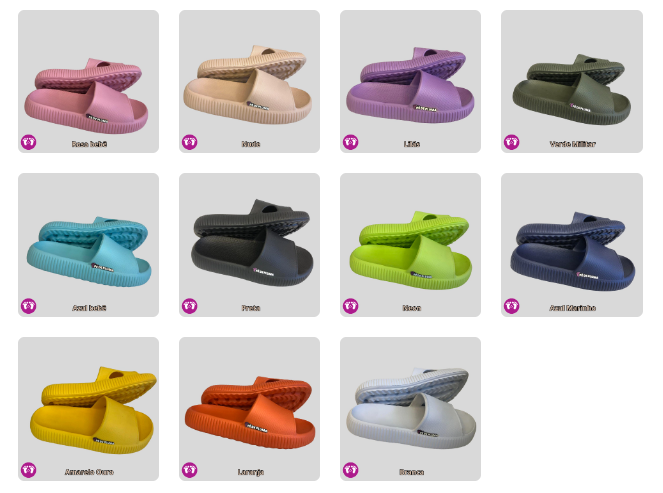 Rosa bebê
Nude
Lilás
Verde Militar
Azul bebê
Preta
Neon
Azul Marinho
Amarelo Ouro
Laranja
Branca